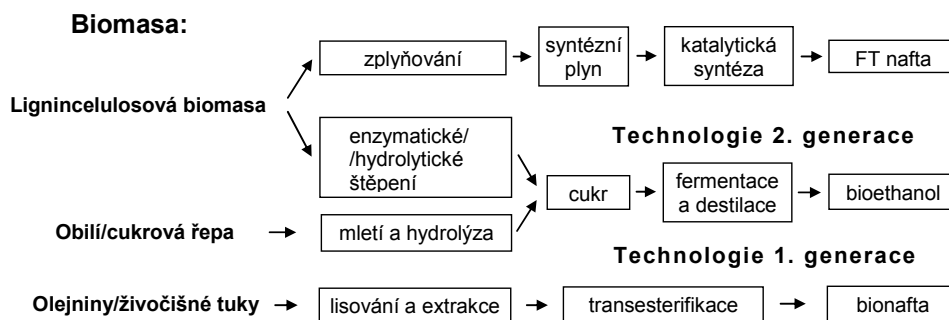 Biomasa:
zplyňování
syntézní
plyn
katalytická
syntéza
FT nafta
Lignincelulosová biomasa
enzymatické/
/hydrolytické
štěpení
Technologie 2. generace
cukr
fermentace
a destilace
bioethanol
Obilí/cukrová řepa
mletí a hydrolýza
Technologie 1. generace
Olejniny/živočišné tuky
lisování a extrakce
transesterifikace
bionafta